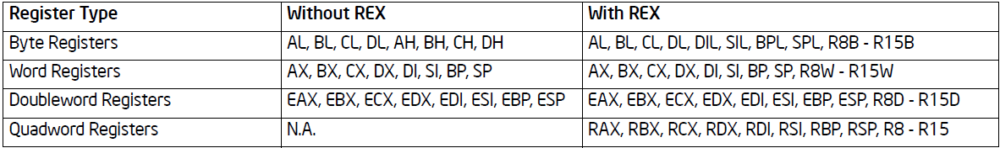 Register Type Without REX With REX
Byte Registers AL, BL, CL, DL, AH, BH, CH, DH AL, BL, CL, DL, DIL, SIL, BPL, SPL, R8B - R15B
Word Registers AX, BX, CX, DX, DI, SI, BP, SP AX, BX, CX, DX, DI, SI, BP, SP, R8W - R15W
Doubleword Registers EAX, EBX, ECX, EDX, EDI, ESI, EBP, ESP EAX, EBX, ECX, EDX, EDI, ESI, EBP, ESP, R8D - R15D
Quadword Registers N.A. RAX, RBX, RCX, RDX, RDI, RSI, RBP, RSP, R8 - R15